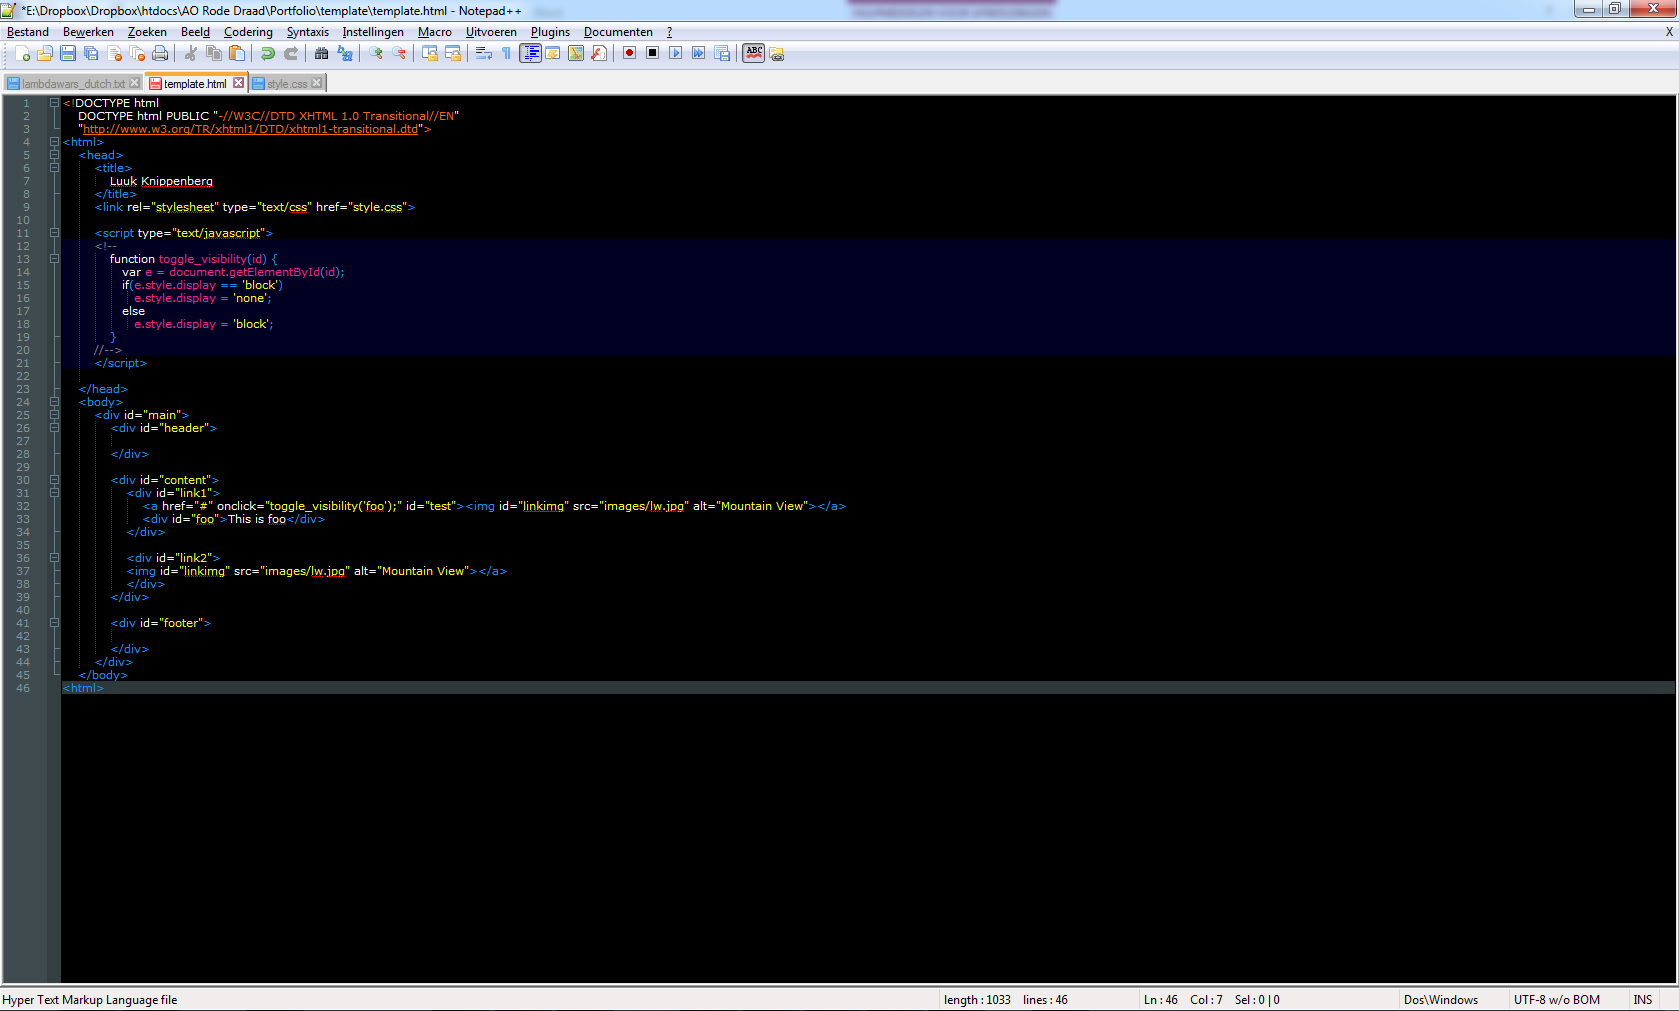 *E:\Dropbox\Dropbox\htdocs\AO Rode Draad\Portfolio\template\template.html - Notepad++
Bestand Bewerken Zoeken Beeld Codering Syntaxis Instellingen Macro Uitvoeren Plugins Documenten ? X
lambdawars_dutch.txt template.html style.css
1 <!DOCTYPE html
2 DOCTYPE html PUBLIC "-//W3C//DTD XHTML 1.0 Transitional//EN"
3 "http://www.w3.org/TR/xhtml1/DTD/xhtml1-transitional.dtd">
4 <html>
5 <head>
6 <title>
7 Luuk Knippenberg
8 </title>
9 <link rel="stylesheet" type="text/css" href="style.css">
10
11 <script type="text/javascript">
12 <!--
13 function toggle_visibility(id) {
14 var e = document.getElementById(id);
15 if(e.style.display == 'block')
16 e.style.display = 'none';
17 else
18 e.style.display = 'block';
19 }
20 //-->
21 </script>
22
23 </head>
24 <body>
25 <div id="main">
26 <div id="header">
27
28 </div>
29
30 <div id="content">
31 <div id="link1">
32 <a href="#" onclick="toggle_visibility('foo');" id="test"><img id="linkimg" src="images/lw.jpg" alt="Mountain View"></a>
33 <div id="foo">This is foo</div>
34 </div>
35
36 <div id="link2">
37 <img id="linkimg" src="images/lw.jpg" alt="Mountain View"></a>
38 </div>
39 </div>
40
41 <div id="footer">
42
43 </div>
44 </div>
45 </body>
46 <html>
Hyper Text Markup Language file length : 1033 lines : 46 Ln : 46 Col : 7 Sel : 0 | 0 Dos\Windows UTF-8 w/o BOM INS